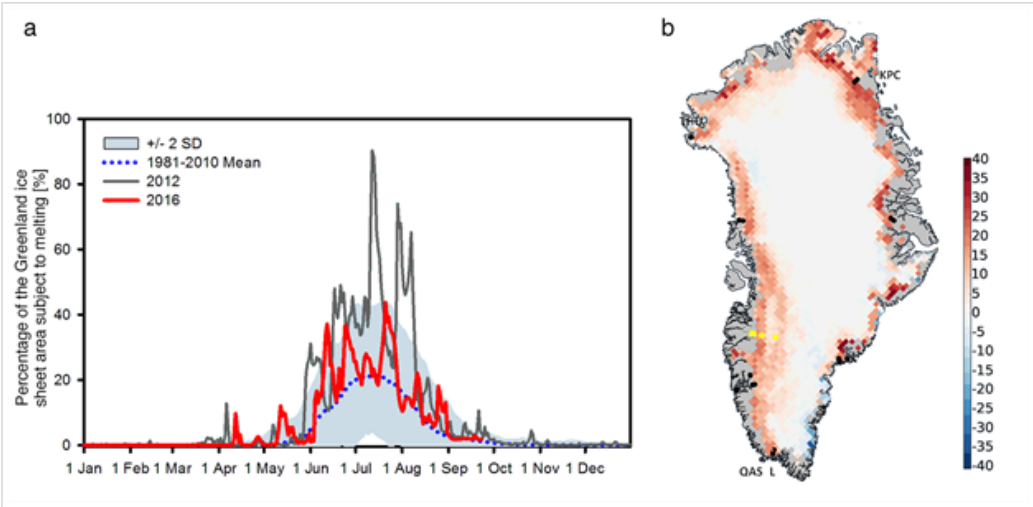 a
b
Percentage of the Greenland ice
sheet area subject to melting [%]
100
80
60
40
20
0
+/- 2 SD
1981-2010 Mean
2012
2016
1 Jan 1 Feb 1 Mar 1 Apr 1 May 1 Jun 1 Jul 1 Aug 1 Sep 1 Oct 1 Nov 1 Dec
KPC
QAS L
40
35
30
25
20
15
10
5
0
-5
-10
-15
-20
-25
-30
-35
-40